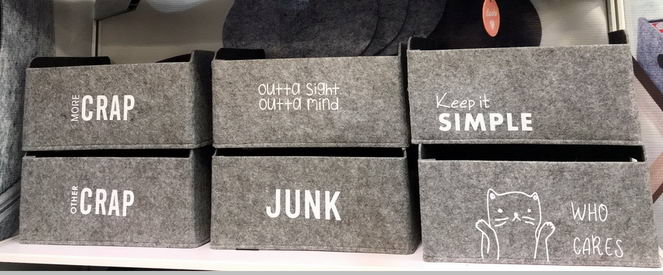 MORE CRAP
outta sight.
outta mind.
Keep it
SIMPLE
OTHER CRAP
JUNK
WHO
CARES